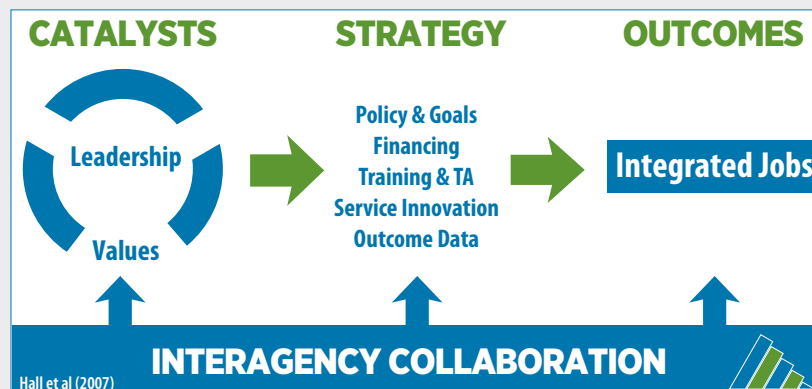 CATALYSTS
STRATEGY
OUTCOMES
Leadership
Values
Policy & Goals
Financing
Training & TA
Service Innovation
Outcome Data
Integrated Jobs
INTERAGENCY COLLABORATION
Hall et al (2007)